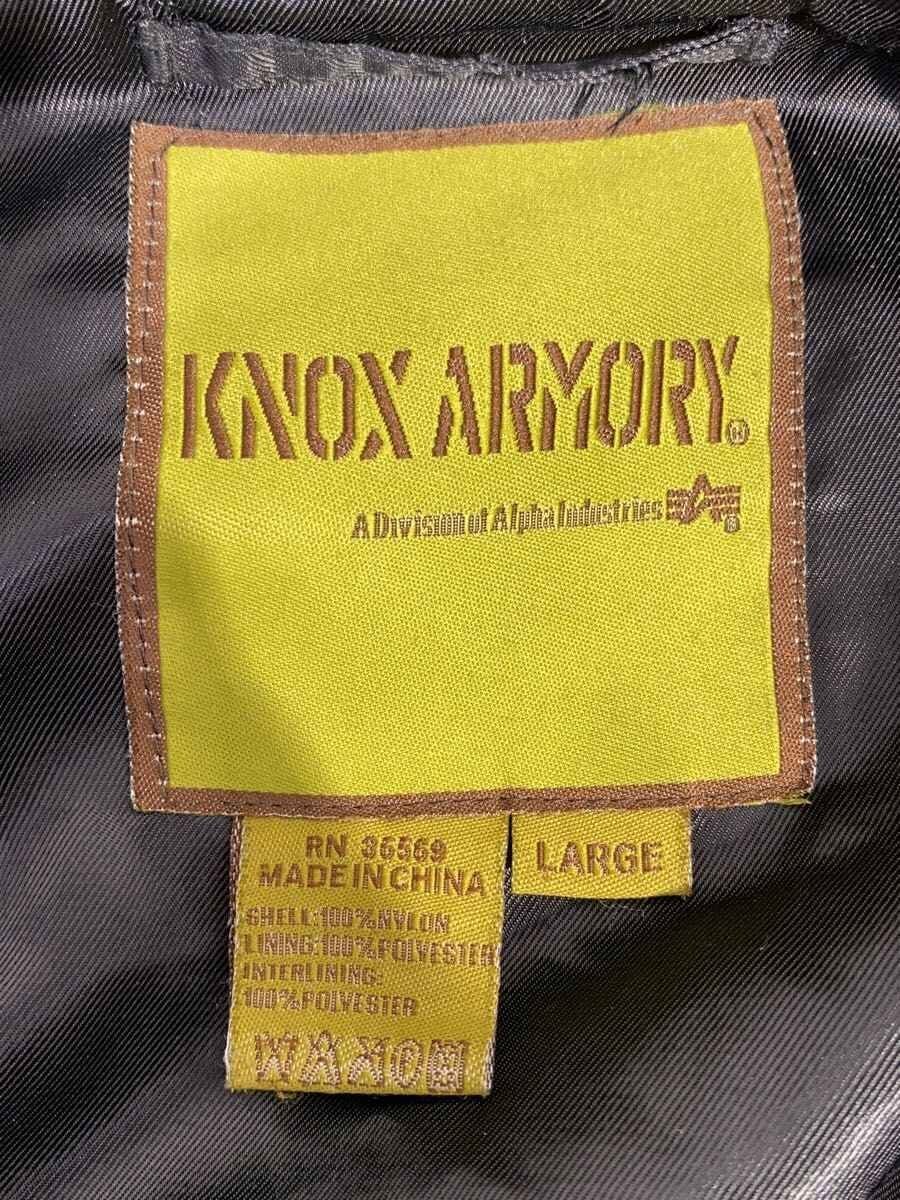 KNOX ARMORY®
A Division of Alpha Industries ®
RN 36569
MADE IN CHINA
LARGE
SHELL:100%NYLON
LINING:100%POLYESTER
INTERLINING:
100%POLYESTER